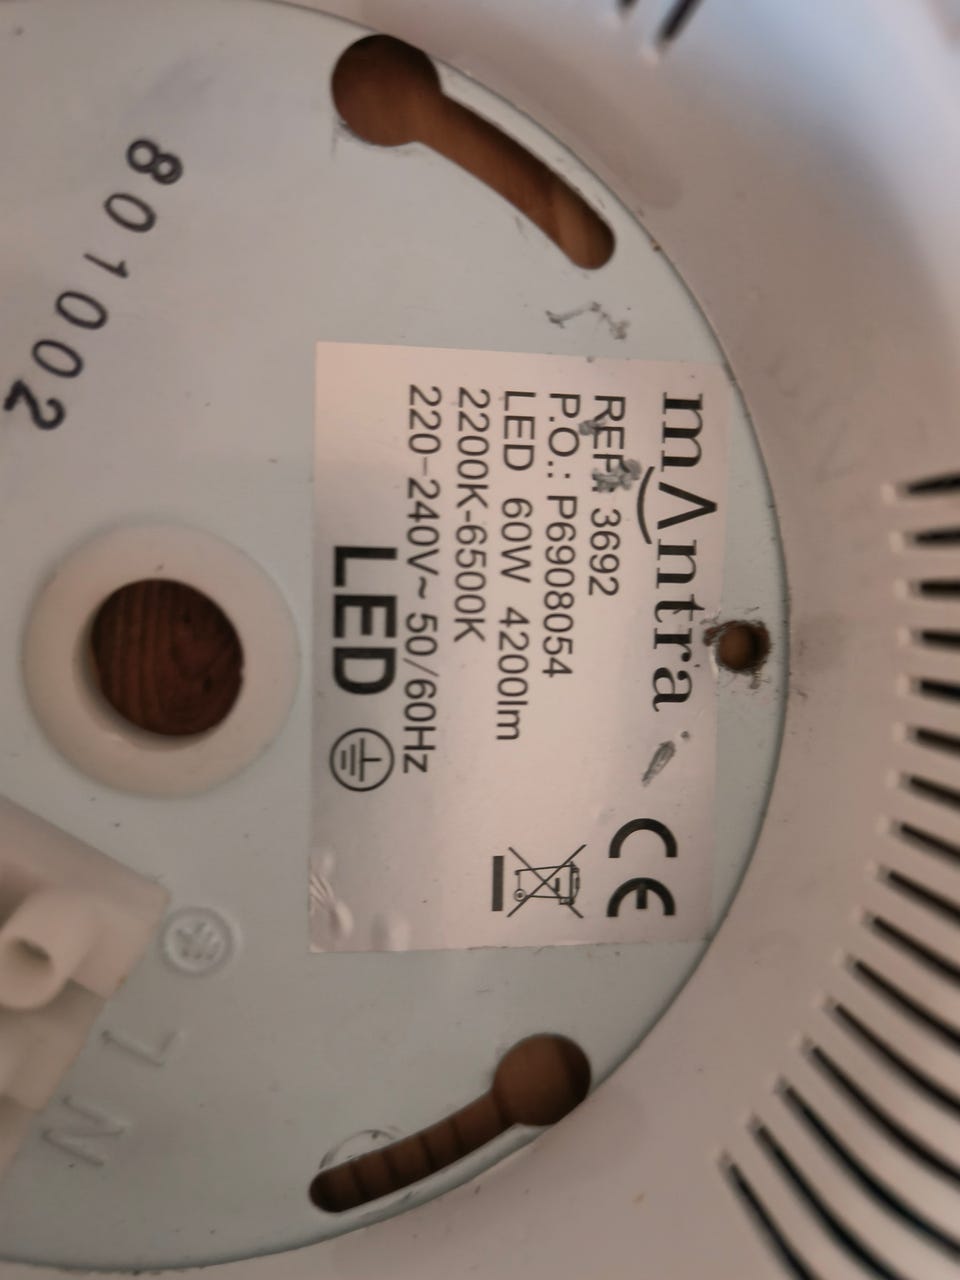 mAntra
REF: 3692
P.O.: P6908054
LED 60W 4200lm
2200K-6500K
220-240V~ 50/60Hz
LED
CE
801002
L
N